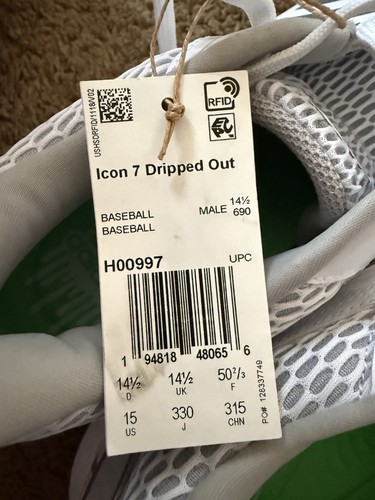 USHSDRFID/1118/V02
RFID
Icon 7 Dripped Out
BASEBALL MALE 14½
BASEBALL 690
H00997 UPC
1 94818 48065 6
14½ 14½ 50²/³
D UK F
15 330 315
US J CHN
PO# 128337749